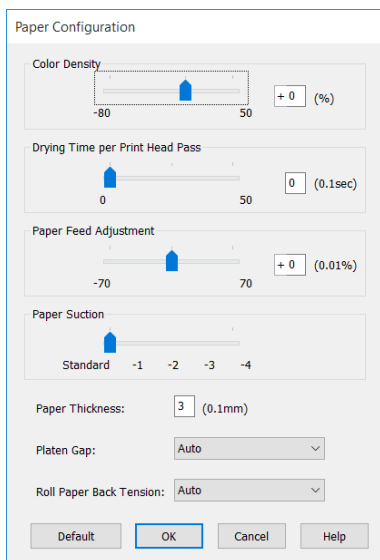 Paper Configuration
Color Density
+ 0 (%)
-80 50
Drying Time per Print Head Pass
0 (0.1sec)
0 50
Paper Feed Adjustment
+ 0 (0.01%)
-70 70
Paper Suction
Standard -1 -2 -3 -4
Paper Thickness: 3 (0.1mm)
Platen Gap: Auto
Roll Paper Back Tension: Auto
Default OK Cancel Help